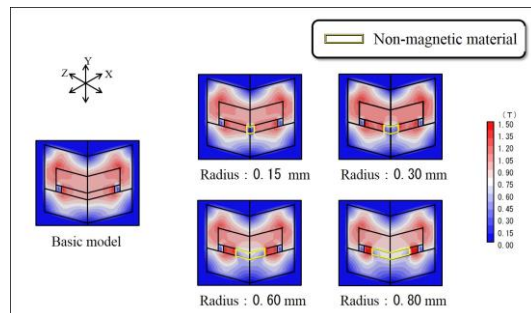 Non-magnetic material
Y
Z X
Radius : 0.15 mm
Radius : 0.30 mm
Basic model
Radius : 0.60 mm
Radius : 0.80 mm
(T)
1.50
1.35
1.20
1.05
0.90
0.75
0.60
0.45
0.30
0.15
0.00